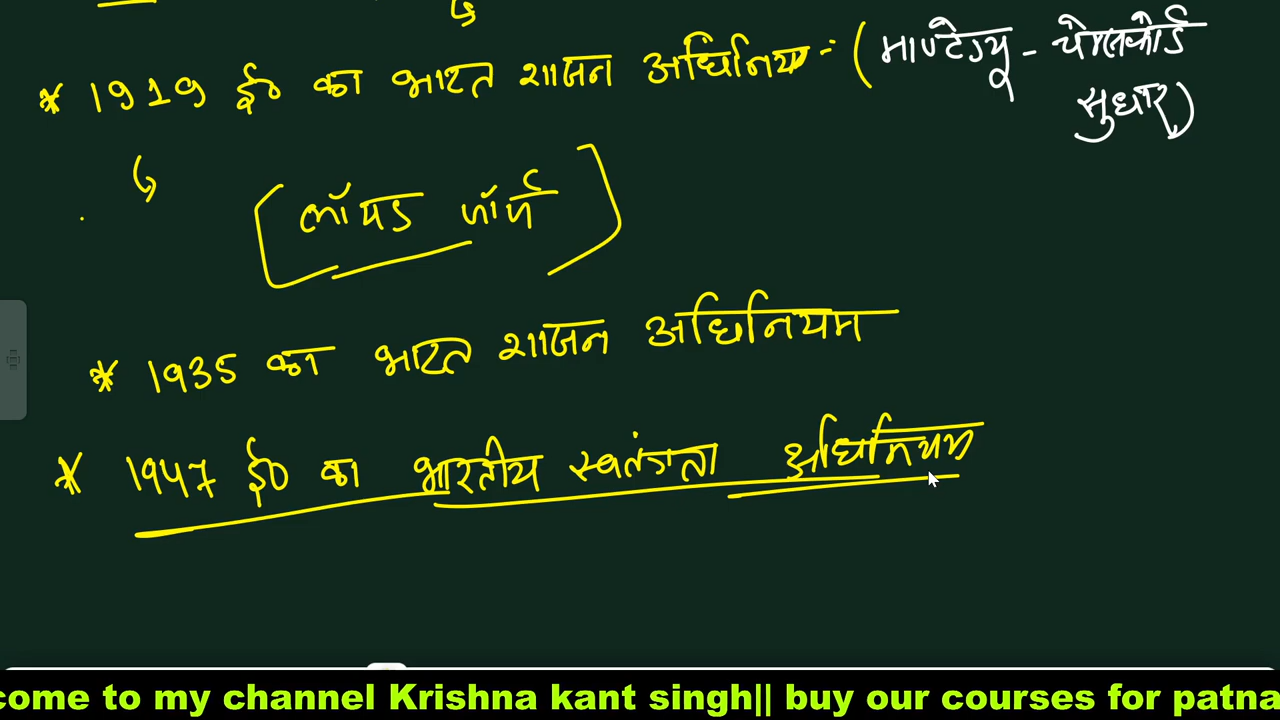 * 1919 ई० का भारत शासन अधिनियम :- (माण्टेग्यू - चेम्सफोर्ड
सुधार)
[लॉयड जॉर्ज]
* 1935 का भारत शासन अधिनियम
* 1947 ई० का भारतीय स्वतंत्रता अधिनियम
come to my channel Krishna kant singh|| buy our courses for patna